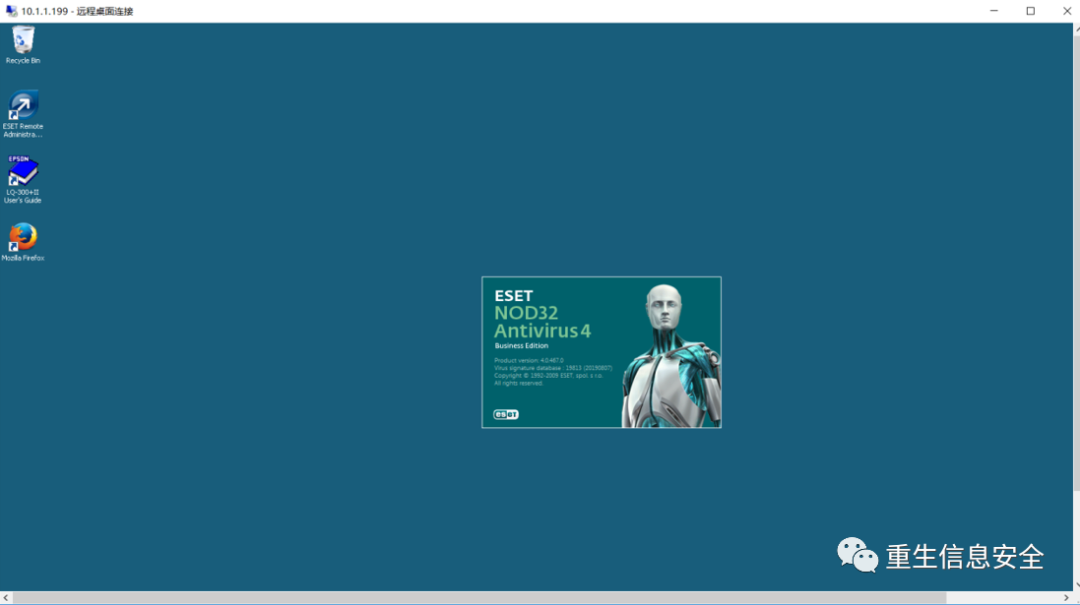 10.1.1.199 - 远程桌面连接
Recycle Bin
ESET Remote
Administra...
EPSON
LQ-300+II
User's Guide
Mozilla Firefox
ESET
NOD32
Antivirus 4
Business Edition
Product version: 4.0.467.0
Virus signature database : 19813 (20190807)
Copyright © 1992-2009 ESET, spol. s r.o.
All rights reserved.
eset
重生信息安全